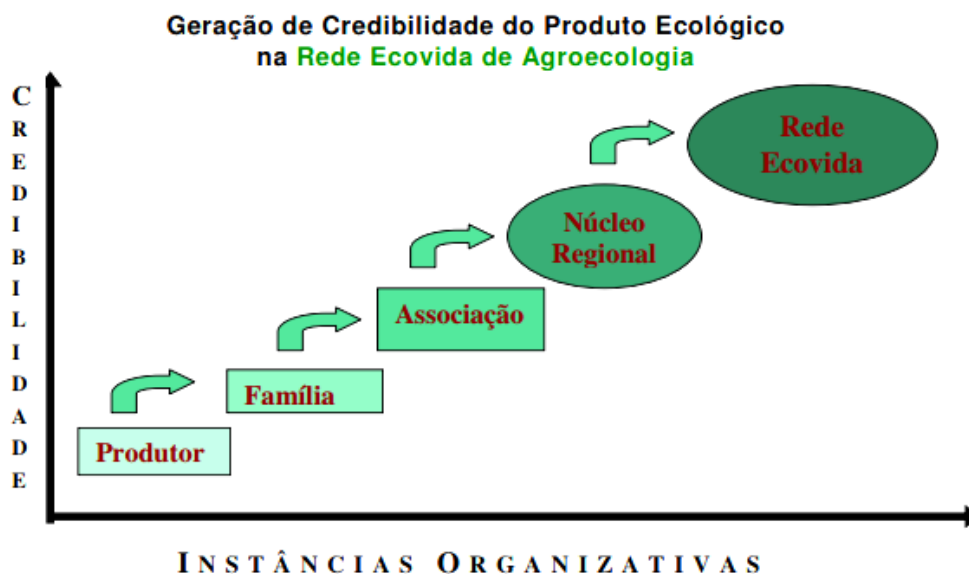 Geração de Credibilidade do Produto Ecológico
na Rede Ecovida de Agroecologia
CREDIBILIDADE
Rede
Ecovida
Núcleo
Regional
Associação
Família
Produtor
INSTÂNCIAS ORGANIZATIVAS